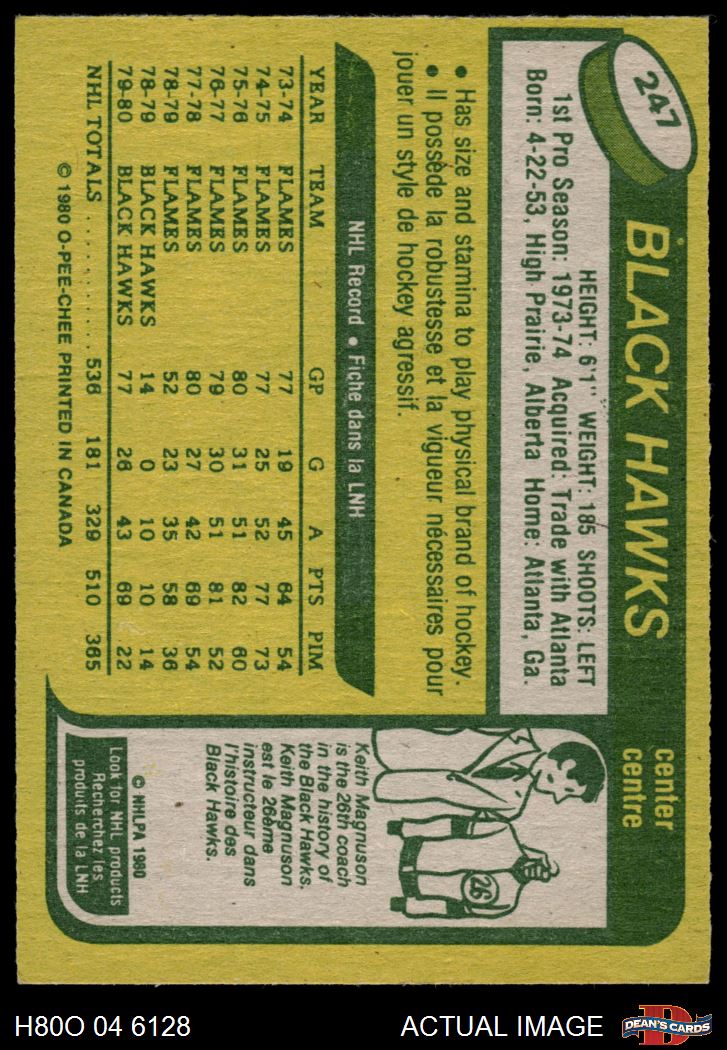 247
BLACK HAWKS
center
centre
HEIGHT: 6'1" WEIGHT: 185 SHOOTS: LEFT
1st Pro Season: 1973-74 Acquired: Trade with Atlanta
Born: 4-22-53, High Prairie, Alberta Home: Atlanta, Ga.
• Has size and stamina to play physical brand of hockey.
• Il possède la robustesse et la vigueur nécessaires pour
jouer un style de hockey agressif.
NHL Record • Fiche dans la LNH
YEAR TEAM GP G A PTS PIM
73-74 FLAMES 77 19 45 64 54
74-75 FLAMES 77 25 52 77 73
75-76 FLAMES 80 31 51 82 60
76-77 FLAMES 79 30 51 81 52
77-78 FLAMES 80 27 42 69 54
78-79 FLAMES 52 23 35 58 36
78-79 BLACK HAWKS 14 0 10 10 14
79-80 BLACK HAWKS 77 26 43 69 22
NHL TOTALS .......... 536 181 329 510 365
© 1980 O-PEE-CHEE PRINTED IN CANADA
26
Keith Magnuson
is the 26th coach
in the history of
the Black Hawks.
Keith Magnuson
est le 26ème
instructeur dans
l'histoire des
Black Hawks.
© NHLPA 1980
Look for NHL products
Recherchez les
produits de la LNH
H80O 04 6128
ACTUAL IMAGE
D
DEAN'S CARDS